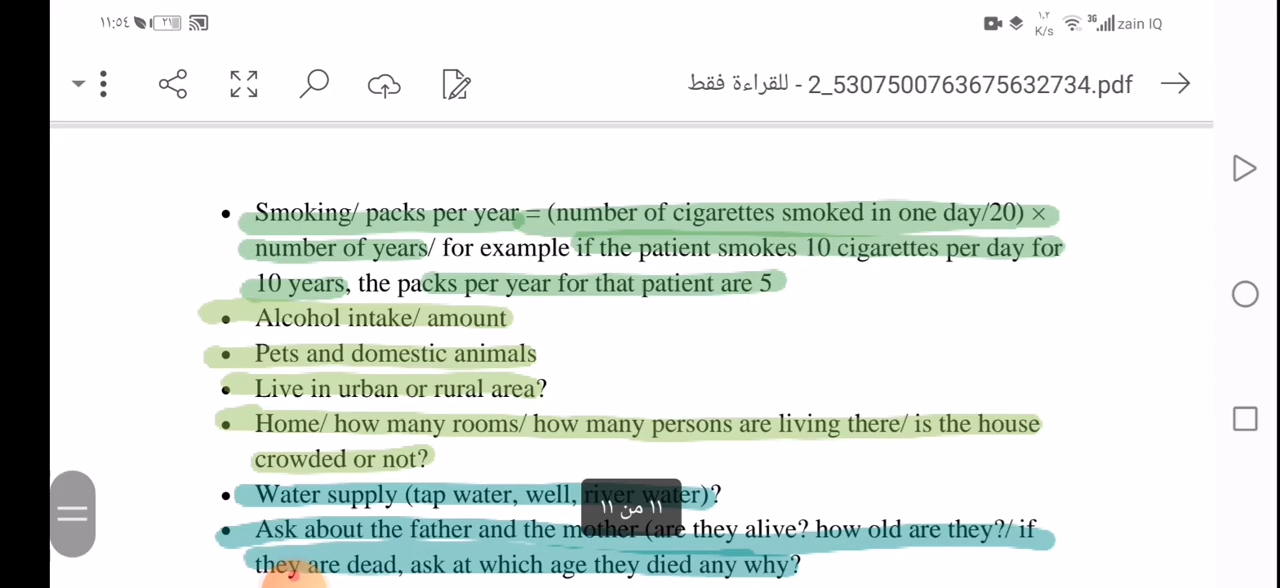 ١١:٥٤ ٢١ ١,٢ K/s 3G zain IQ
2_5307500763675632734.pdf - للقراءة فقط
• Smoking/ packs per year = (number of cigarettes smoked in one day/20) ×
number of years/ for example if the patient smokes 10 cigarettes per day for
10 years, the packs per year for that patient are 5
• Alcohol intake/ amount
• Pets and domestic animals
• Live in urban or rural area?
• Home/ how many rooms/ how many persons are living there/ is the house
crowded or not?
• Water supply (tap water, well, river water)?
١١ من ١١
• Ask about the father and the mother (are they alive? how old are they?/ if
they are dead, ask at which age they died any why?